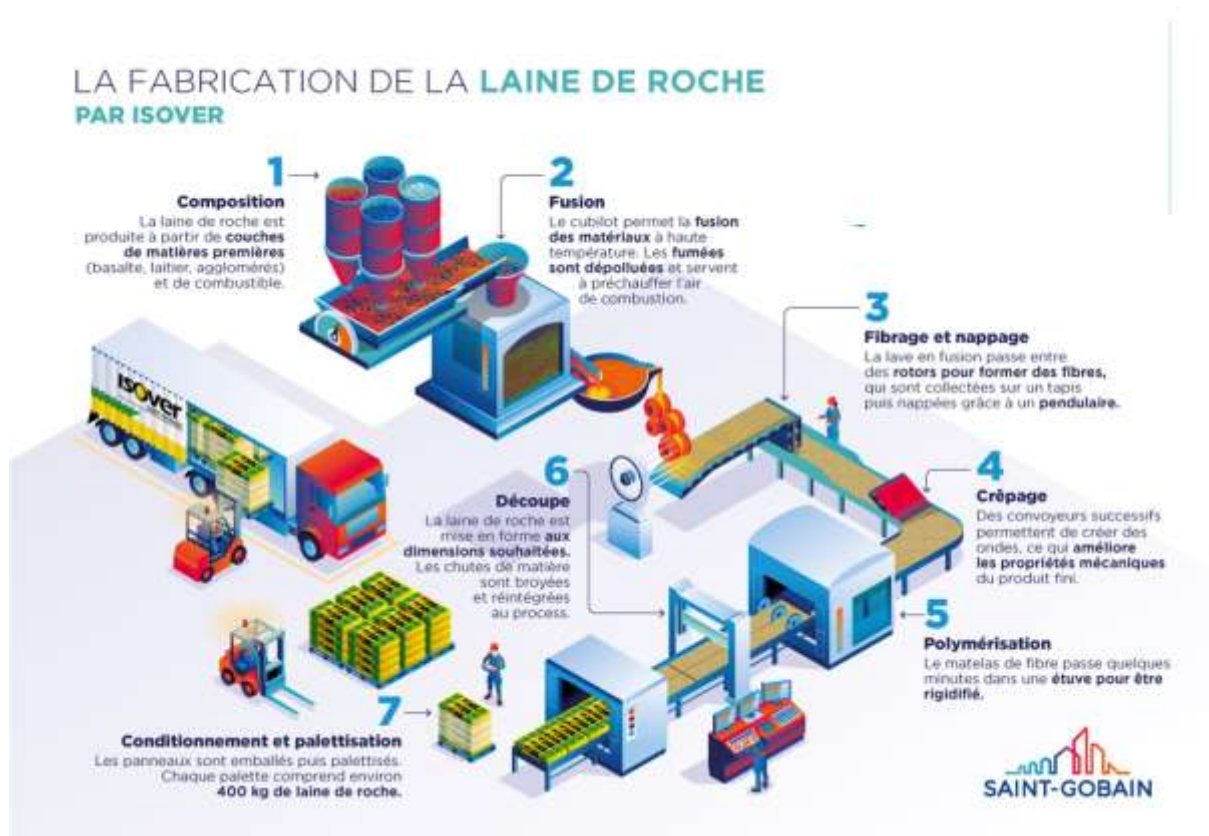 LA FABRICATION DE LA LAINE DE ROCHE
PAR ISOVER
1
Composition
La laine de roche est
produite à partir de couches
de matières premières
(basalte, laitier, agglomérés)
et de combustible.
2
Fusion
Le cubilot permet la fusion
des matériaux à haute
température. Les fumées
sont dépolluées et servent
à préchauffer l'air
de combustion.
3
Fibrage et nappage
La lave en fusion passe entre
des rotors pour former des fibres,
qui sont collectées sur un tapis
puis nappées grâce à un pendulaire.
4
Crêpage
Des convoyeurs successifs
permettent de créer des
ondes, ce qui améliore
les propriétés mécaniques
du produit fini.
5
Polymérisation
Le matelas de fibre passe quelques
minutes dans une étuve pour être
rigidifié.
6
Découpe
La laine de roche est
mise en forme aux
dimensions souhaitées.
Les chutes de matière
sont broyées
et réintégrées
au process.
7
Conditionnement et palettisation
Les panneaux sont emballés puis palettisés.
Chaque palette comprend environ
400 kg de laine de roche.
isover
SAINT-GOBAIN